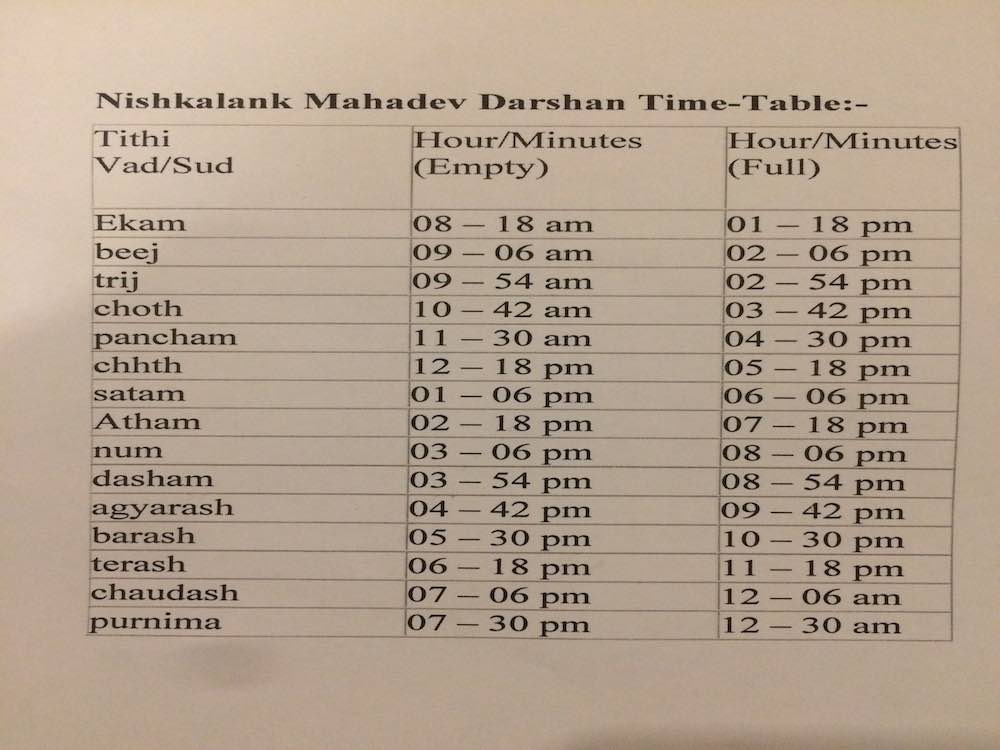 Nishkalank Mahadev Darshan Time-Table:-
Tithi Hour/Minutes Hour/Minutes
Vad/Sud (Empty) (Full)
Ekam 08 – 18 am 01 – 18 pm
beej 09 – 06 am 02 – 06 pm
trij 09 – 54 am 02 – 54 pm
choth 10 – 42 am 03 – 42 pm
pancham 11 – 30 am 04 – 30 pm
chhth 12 – 18 pm 05 – 18 pm
satam 01 – 06 pm 06 – 06 pm
Atham 02 – 18 pm 07 – 18 pm
num 03 – 06 pm 08 – 06 pm
dasham 03 – 54 pm 08 – 54 pm
agyarash 04 – 42 pm 09 – 42 pm
barash 05 – 30 pm 10 – 30 pm
terash 06 – 18 pm 11 – 18 pm
chaudash 07 – 06 pm 12 – 06 am
purnima 07 – 30 pm 12 – 30 am